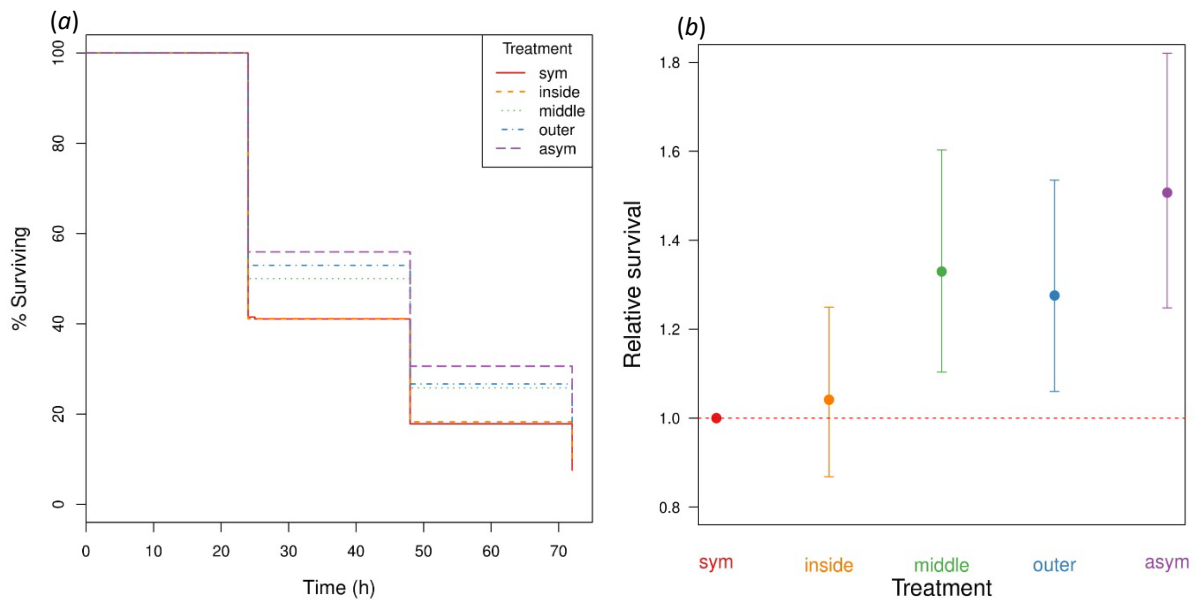 (a)
% Surviving
100
80
60
40
20
0
0 10 20 30 40 50 60 70
Time (h)
Treatment
sym
inside
middle
outer
asym
(b)
Relative survival
1.8
1.6
1.4
1.2
1.0
0.8
sym inside middle outer asym
Treatment